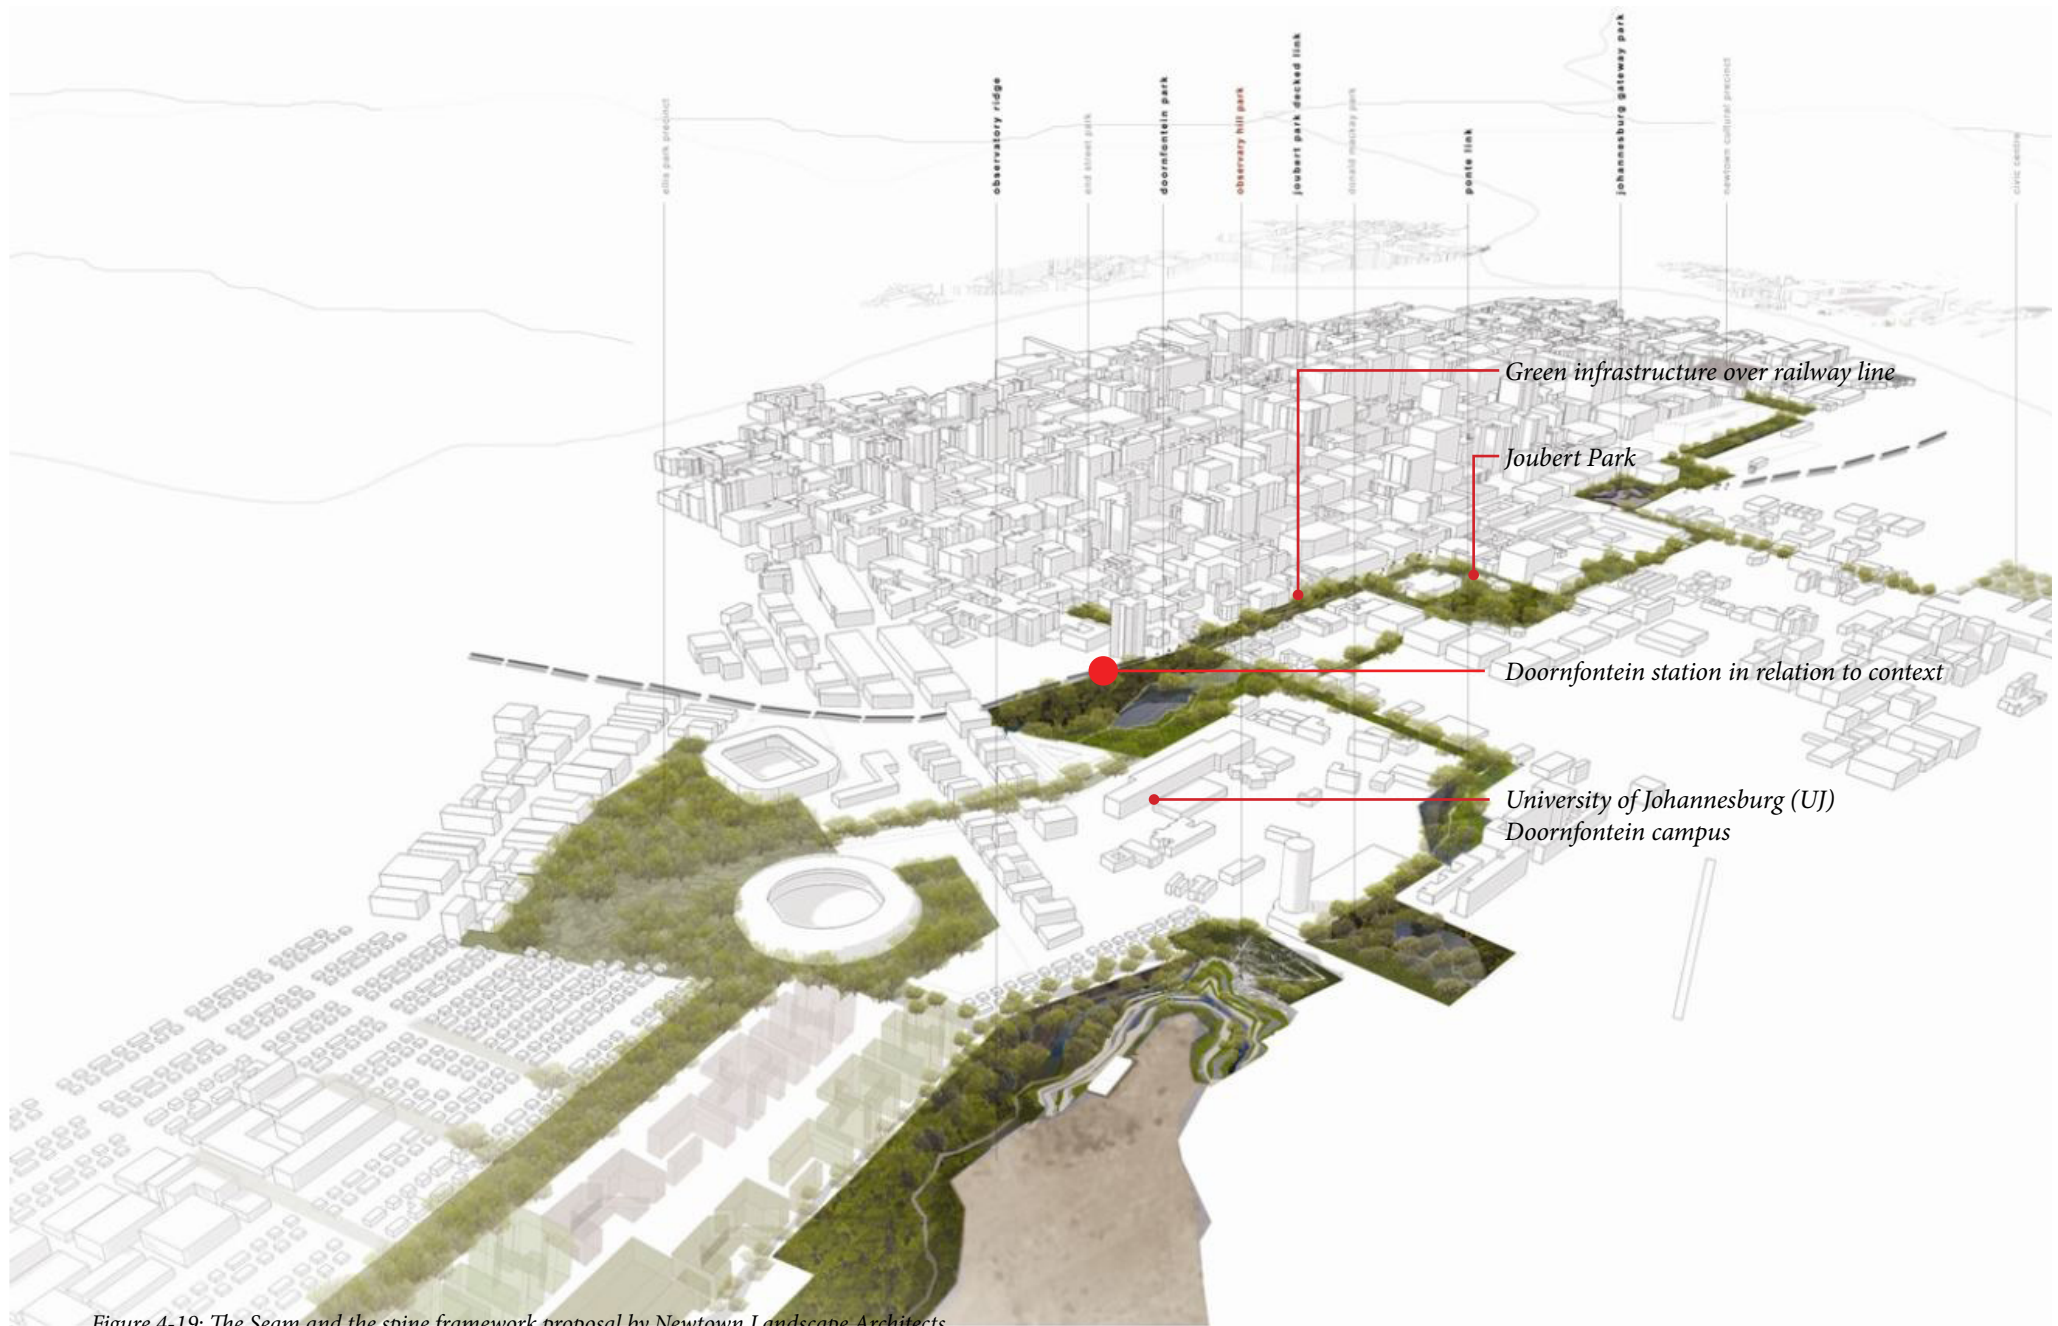 ellis park precinct
observatory ridge
end street park
doornfontein park
observary hill park
joubert park decked link
donald mackay park
ponte link
johannesburg gateway park
newtown cultural precinct
civic centre
Green infrastructure over railway line
Joubert Park
Doornfontein station in relation to context
University of Johannesburg (UJ)
Doornfontein campus
Figure 4-19: The Seam and the spine framework proposal by Newtown Landscape Architects